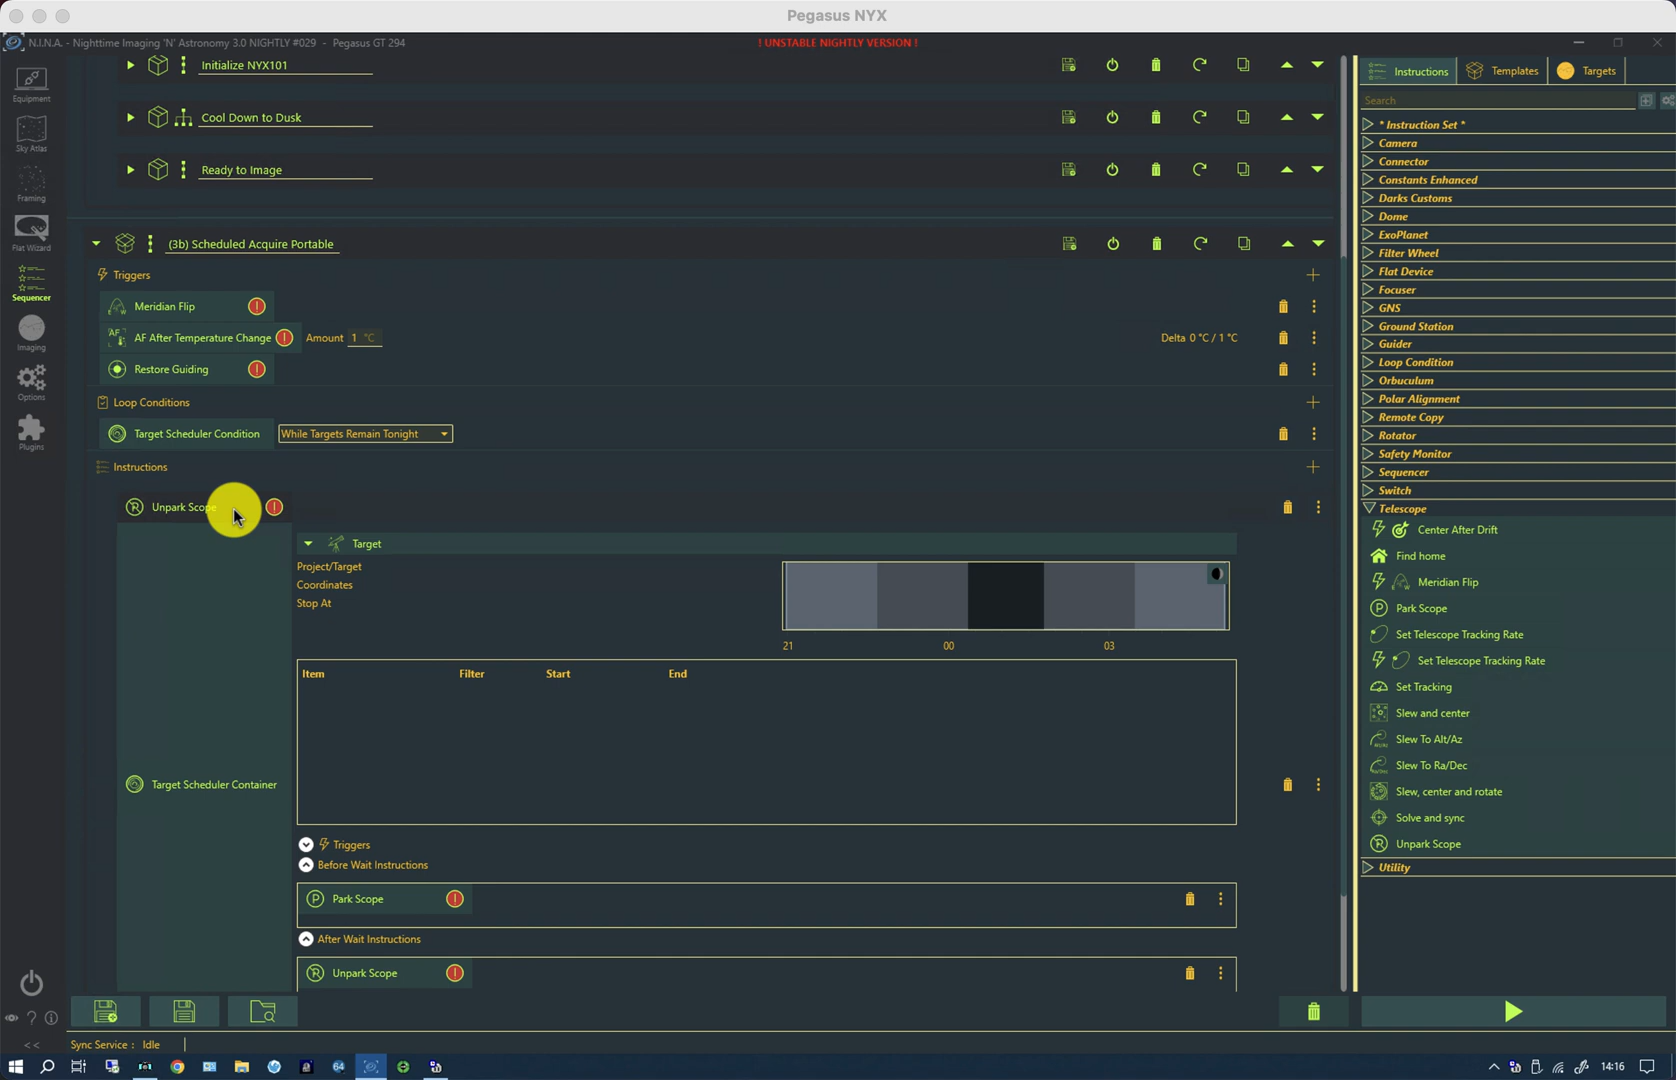 Pegasus NYX
N.I.N.A. - Nighttime Imaging 'N' Astronomy 3.0 NIGHTLY #029 - Pegasus GT 294
! UNSTABLE NIGHTLY VERSION !
Equipment
Sky Atlas
Framing
Flat Wizard
Sequencer
Imaging
Options
Plugins
Initialize NYX101
Cool Down to Dusk
Ready to Image
(3b) Scheduled Acquire Portable
Triggers
Meridian Flip
AF After Temperature Change Amount 1 °C Delta 0 °C / 1 °C
Restore Guiding
Loop Conditions
Target Scheduler Condition While Targets Remain Tonight
Instructions
Unpark Scope
Target
Project/Target
Coordinates
Stop At
21 00 03
Item Filter Start End
Target Scheduler Container
Triggers
Before Wait Instructions
Park Scope
After Wait Instructions
Unpark Scope
Instructions Templates Targets
Search
* Instruction Set *
Camera
Connector
Constants Enhanced
Darks Customs
Dome
ExoPlanet
Filter Wheel
Flat Device
Focuser
GNS
Ground Station
Guider
Loop Condition
Orbuculum
Polar Alignment
Remote Copy
Rotator
Safety Monitor
Sequencer
Switch
Telescope
Center After Drift
Find home
Meridian Flip
Park Scope
Set Telescope Tracking Rate
Set Telescope Tracking Rate
Set Tracking
Slew and center
Slew To Alt/Az
Slew To Ra/Dec
Slew, center and rotate
Solve and sync
Unpark Scope
Utility
<< Sync Service : Idle
64
14:16